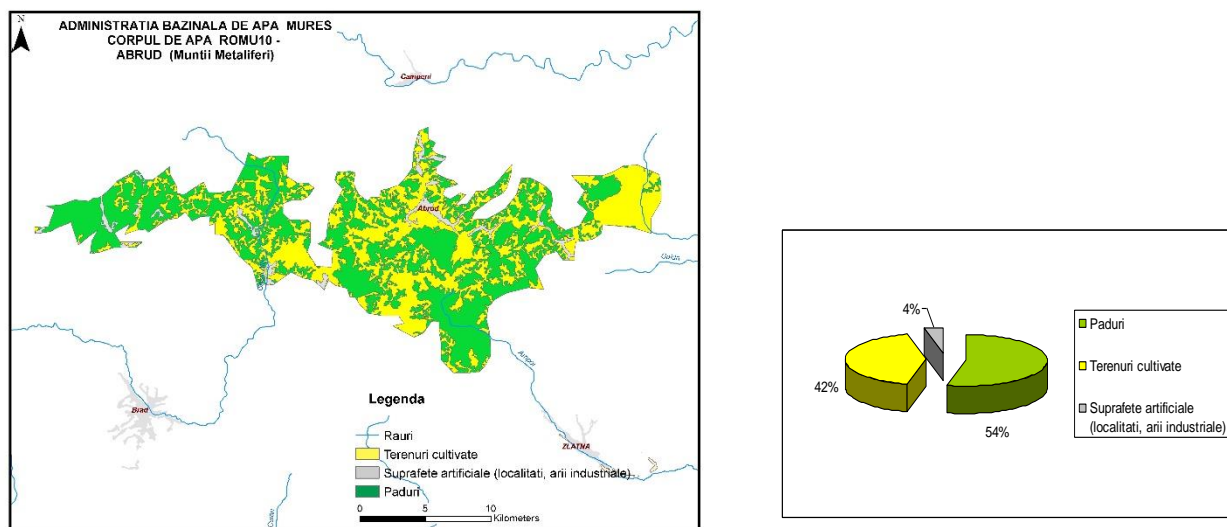 N
ADMINISTRATIA BAZINALA DE APA MURES
CORPUL DE APA ROMU10 -
ABRUD (Muntii Metaliferi)
Campeni
Abrud
Galda
Ampoi
Brad
ZLATNA
Legenda
Rauri
Terenuri cultivate
Suprafete artificiale (localitati, arii industriale)
Paduri
0 5 10
Kilometers
4%
42%
54%
Paduri
Terenuri cultivate
Suprafete artificiale
(localitati, arii industriale)